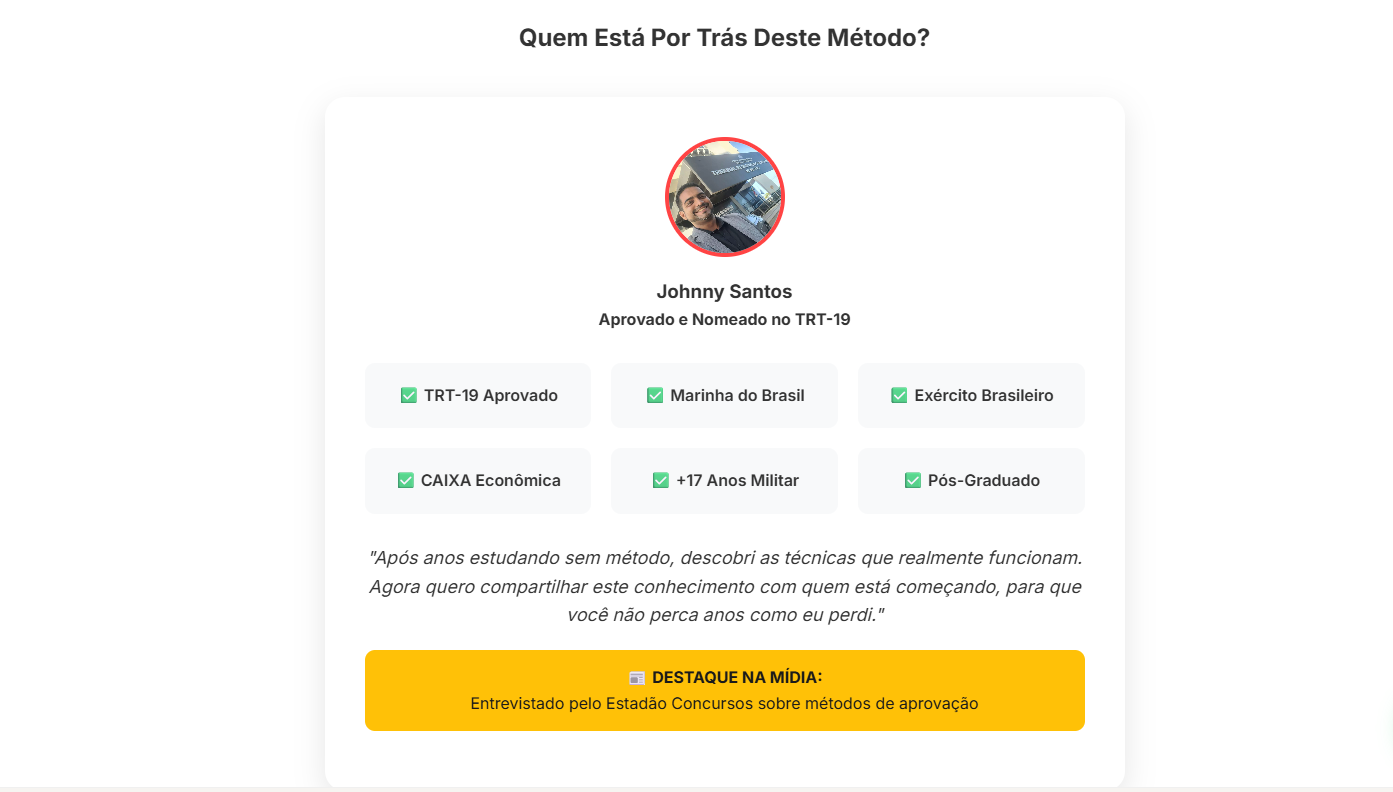 Quem Está Por Trás Deste Método?
Johnny Santos
Aprovado e Nomeado no TRT-19
✅ TRT-19 Aprovado
✅ Marinha do Brasil
✅ Exército Brasileiro
✅ CAIXA Econômica
✅ +17 Anos Militar
✅ Pós-Graduado
"Após anos estudando sem método, descobri as técnicas que realmente funcionam.
Agora quero compartilhar este conhecimento com quem está começando, para que
você não perca anos como eu perdi."
📰 DESTAQUE NA MÍDIA:
Entrevistado pelo Estadão Concursos sobre métodos de aprovação